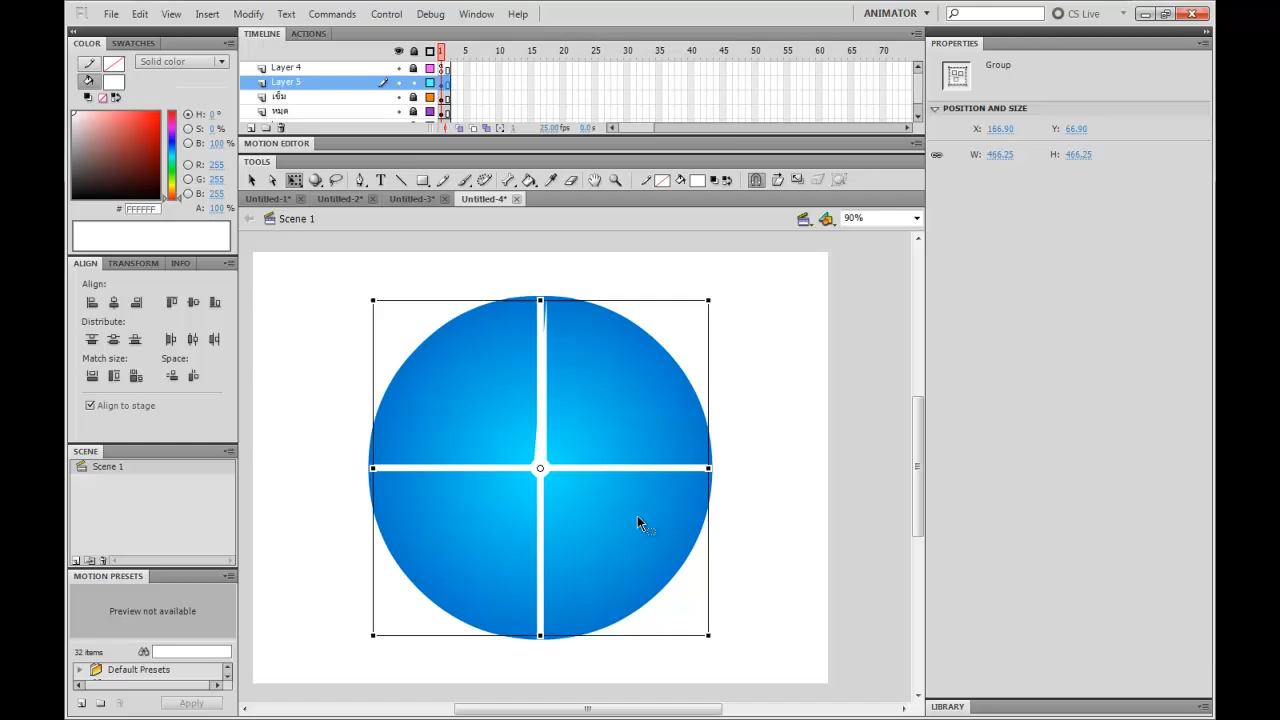 Fl File Edit View Insert Modify Text Commands Control Debug Window Help ANIMATOR CS Live
COLOR SWATCHES
Solid color
H: 0 °
S: 0 %
B: 100 %
R: 255
G: 255
B: 255
A: 100 %
# FFFFFF
ALIGN TRANSFORM INFO
Align:
Distribute:
Match size: Space:
Align to stage
SCENE
Scene 1
MOTION PRESETS
Preview not available
32 items
Default Presets
Apply
TIMELINE ACTIONS
1 5 10 15 20 25 30 35 40 45 50 55 60 65 70
Layer 4
Layer 5
เข็ม
หมุด
1 25.00fps 0.0s
MOTION EDITOR
TOOLS
Untitled-1* Untitled-2* Untitled-3* Untitled-4*
Scene 1 90%
PROPERTIES
Group
POSITION AND SIZE
X: 166.90 Y: 66.90
W: 466.25 H: 466.25
LIBRARY